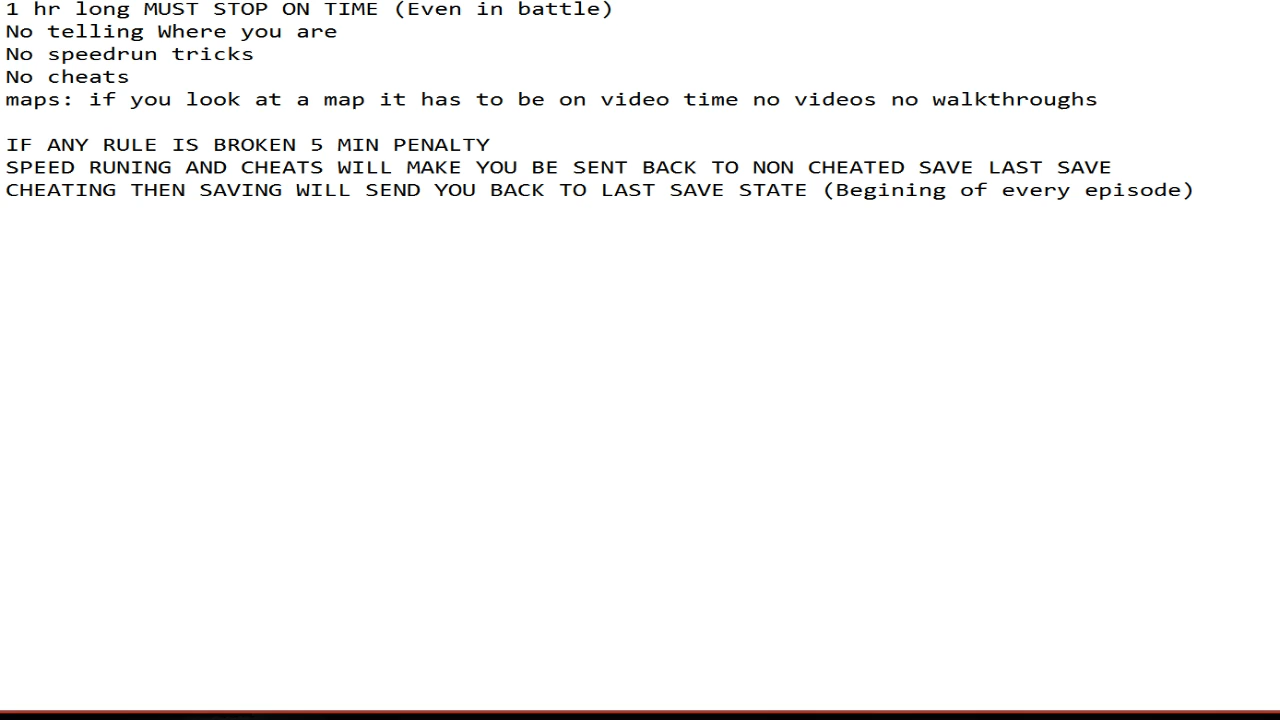 1 hr long MUST STOP ON TIME (Even in battle)
No telling Where you are
No speedrun tricks
No cheats
maps: if you look at a map it has to be on video time no videos no walkthroughs
IF ANY RULE IS BROKEN 5 MIN PENALTY
SPEED RUNING AND CHEATS WILL MAKE YOU BE SENT BACK TO NON CHEATED SAVE LAST SAVE
CHEATING THEN SAVING WILL SEND YOU BACK TO LAST SAVE STATE (Begining of every episode)